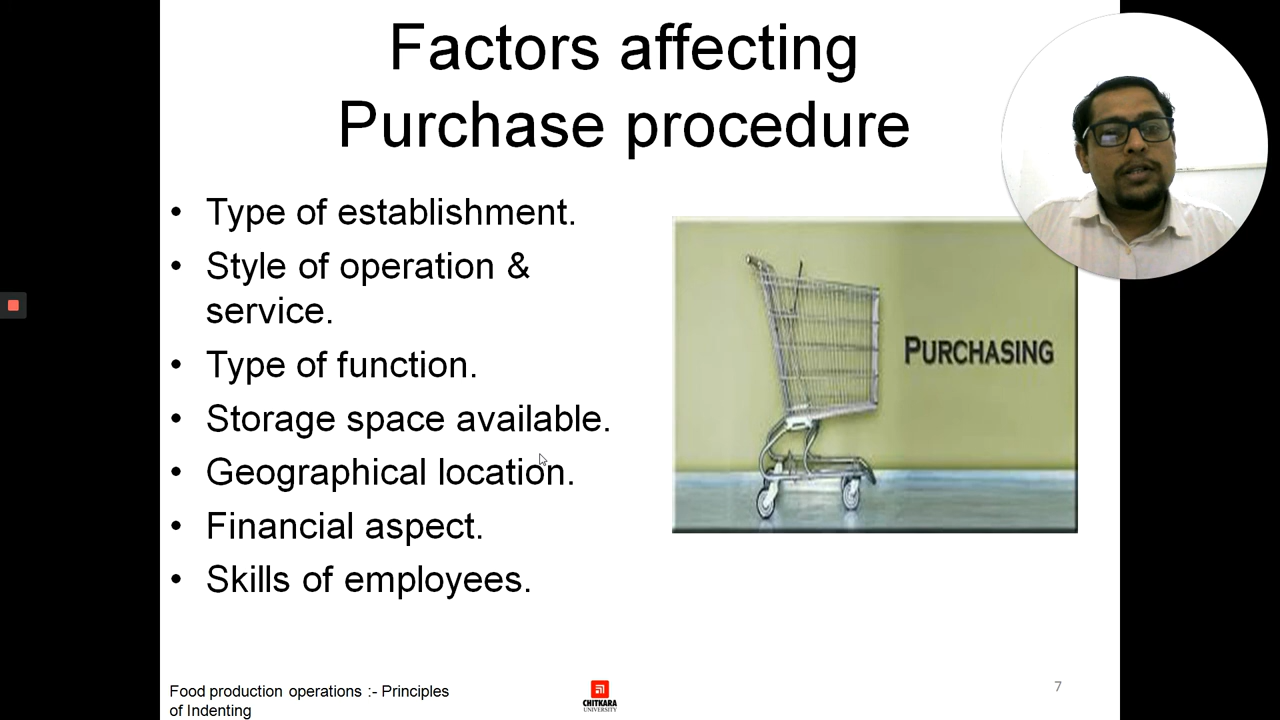 Factors affecting
Purchase procedure
• Type of establishment.
• Style of operation &
service.
• Type of function.
• Storage space available.
• Geographical location.
• Financial aspect.
• Skills of employees.
PURCHASING
Food production operations :- Principles
of Indenting
CHITKARA
UNIVERSITY
7